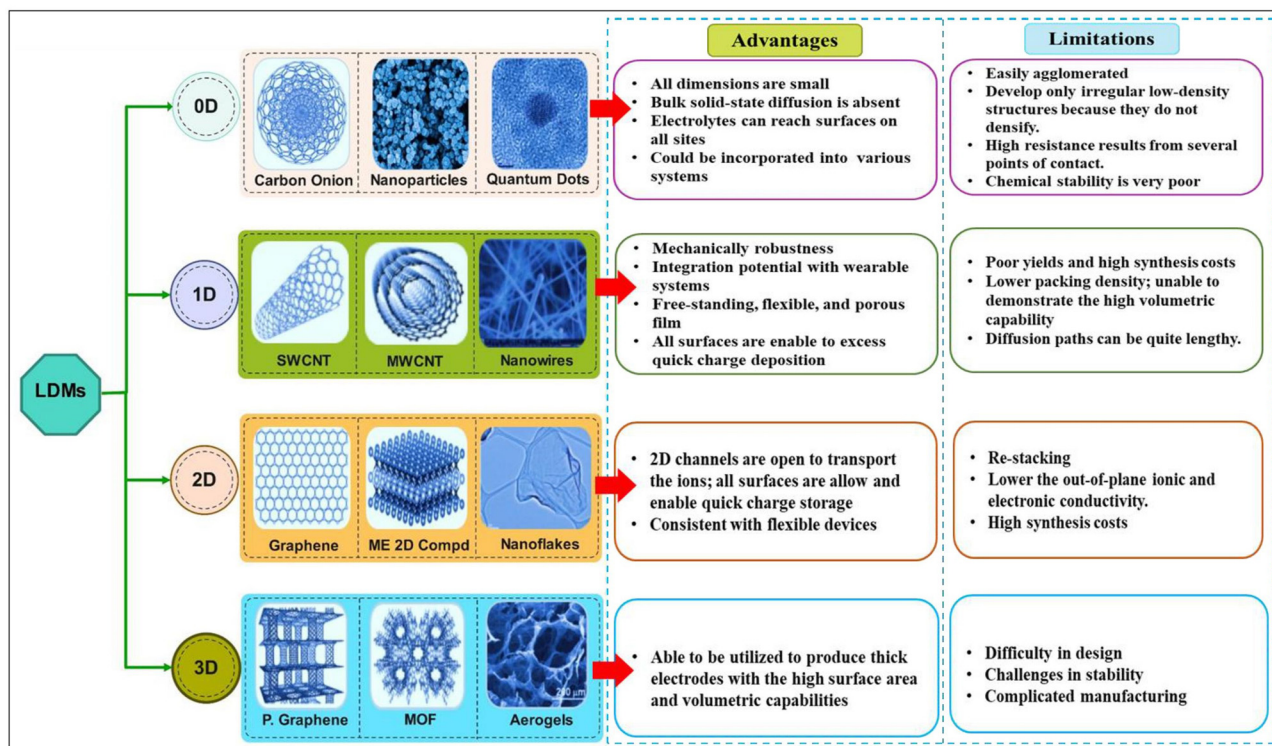 Advantages
Limitations
LDMs
0D
Carbon Onion
Nanoparticles
Quantum Dots
• All dimensions are small
• Bulk solid-state diffusion is absent
• Electrolytes can reach surfaces on
all sites
• Could be incorporated into various
systems
• Easily agglomerated
• Develop only irregular low-density
structures because they do not
densify.
• High resistance results from several
points of contact.
• Chemical stability is very poor
1D
SWCNT
MWCNT
Nanowires
• Mechanically robustness
• Integration potential with wearable
systems
• Free-standing, flexible, and porous
film
• All surfaces are enable to excess
quick charge deposition
• Poor yields and high synthesis costs
• Lower packing density; unable to
demonstrate the high volumetric
capability
• Diffusion paths can be quite lengthy.
2D
Graphene
ME 2D Compd
Nanoflakes
• 2D channels are open to transport
the ions; all surfaces are allow and
enable quick charge storage
• Consistent with flexible devices
• Re-stacking
• Lower the out-of-plane ionic and
electronic conductivity.
• High synthesis costs
3D
P. Graphene
MOF
Aerogels
200 μm
• Able to be utilized to produce thick
electrodes with the high surface area
and volumetric capabilities
• Difficulty in design
• Challenges in stability
• Complicated manufacturing